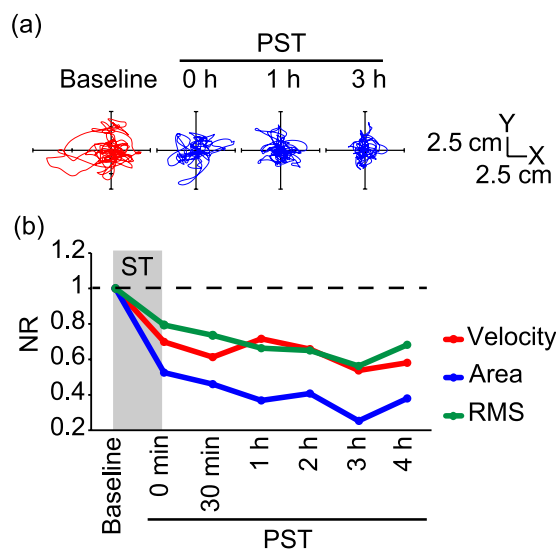 (a)
PST
Baseline 0 h 1 h 3 h
Y
2.5 cm
X
2.5 cm
(b)
1.2
ST
1
0.8
0.6
0.4
0.2
NR
Velocity
Area
RMS
Baseline
0 min
30 min
1 h
2 h
3 h
4 h
PST